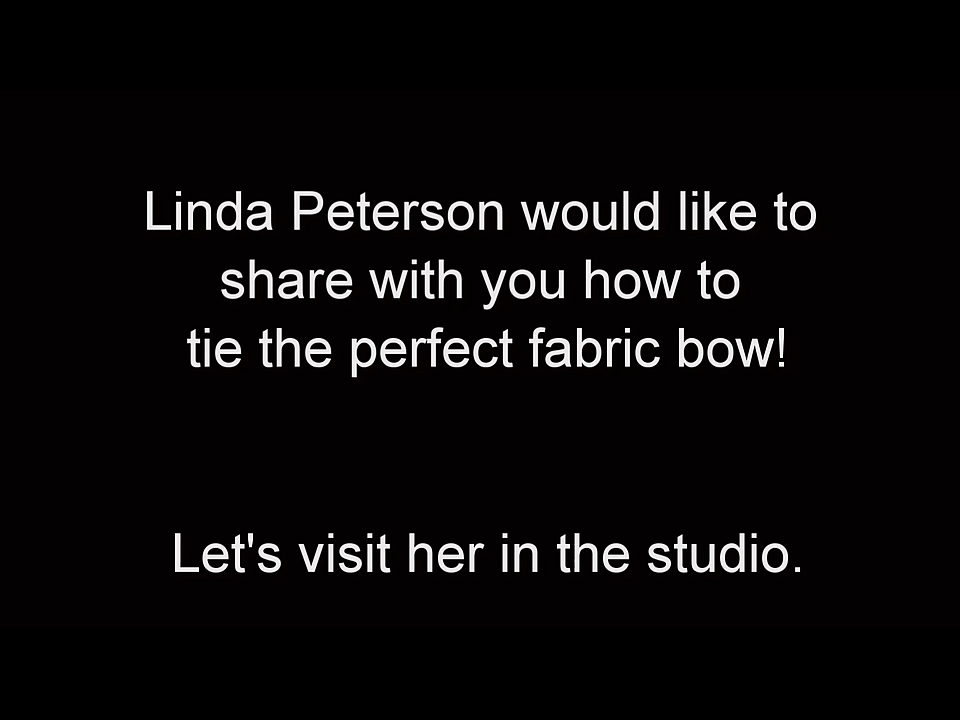 Linda Peterson would like to
share with you how to
tie the perfect fabric bow!
Let's visit her in the studio.